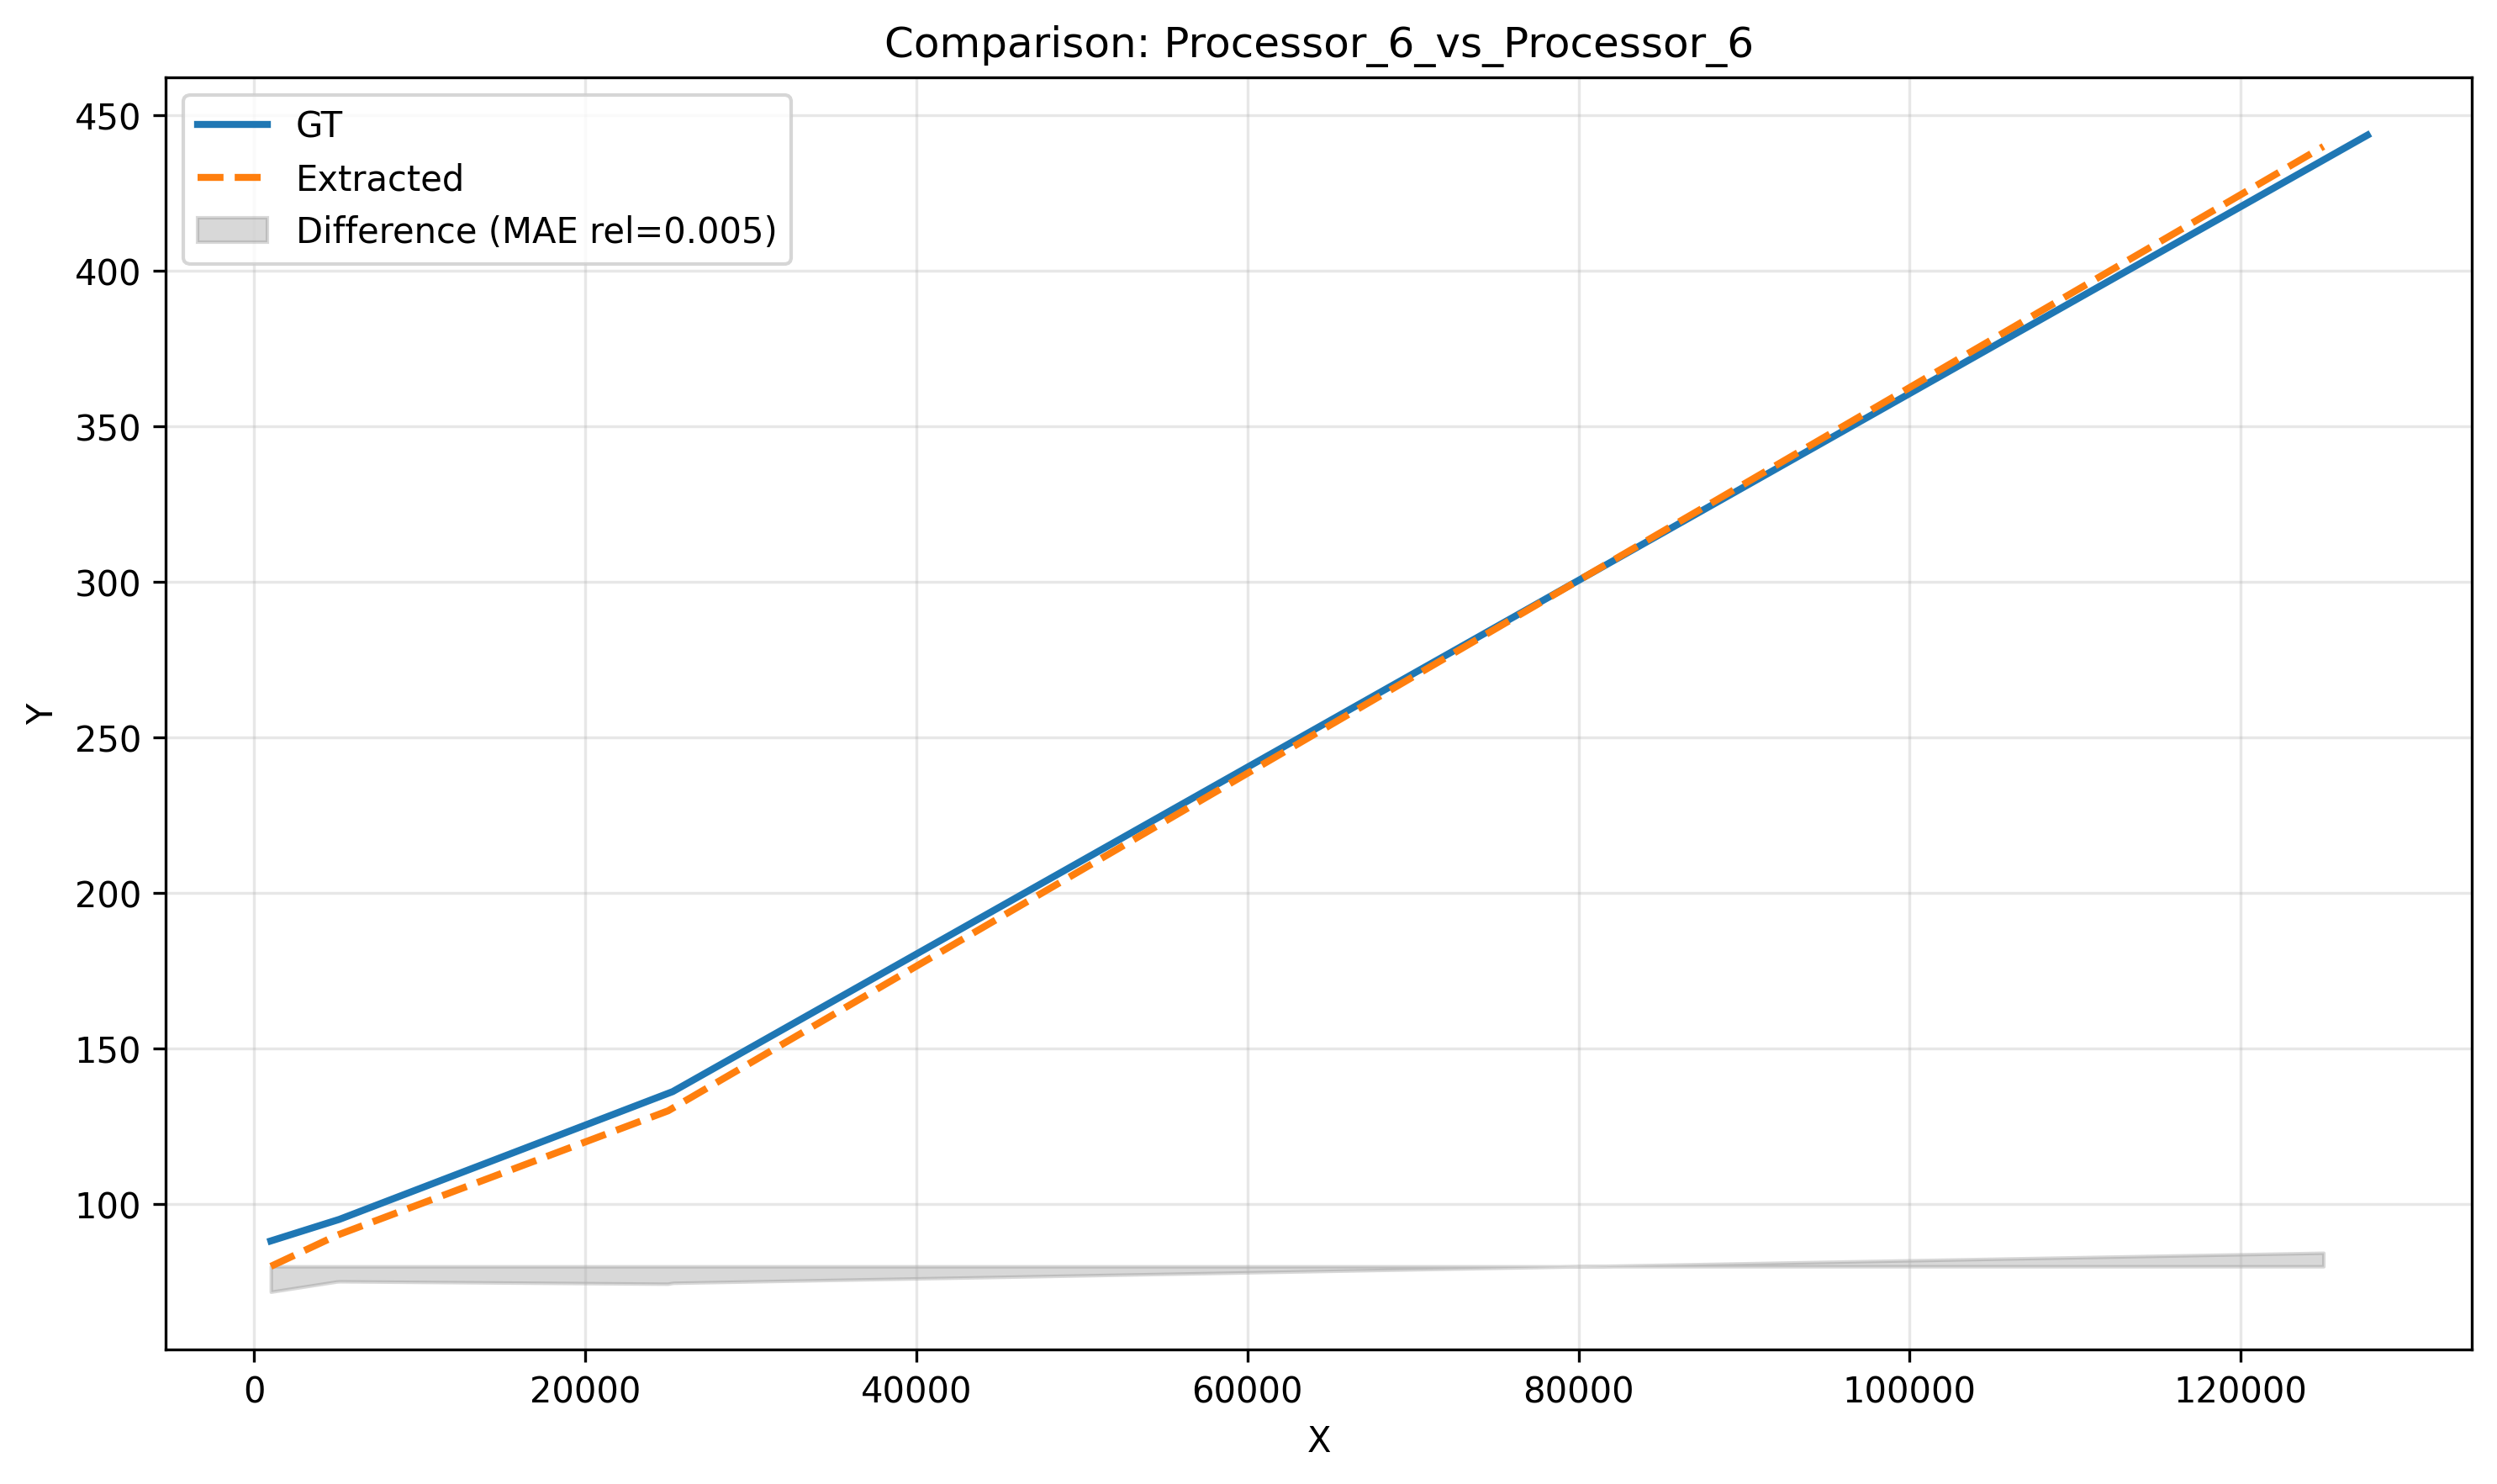 Comparison: Processor_6_vs_Processor_6
GT
Extracted
Difference (MAE rel=0.005)
450
400
350
300
250
200
150
100
Y
0 20000 40000 60000 80000 100000 120000
X